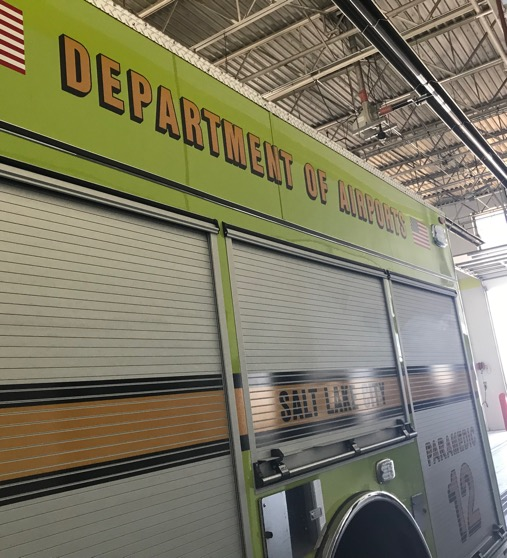 DEPARTMENT OF AIRPORTS
SALT LAKE CITY
PARAMEDIC
12